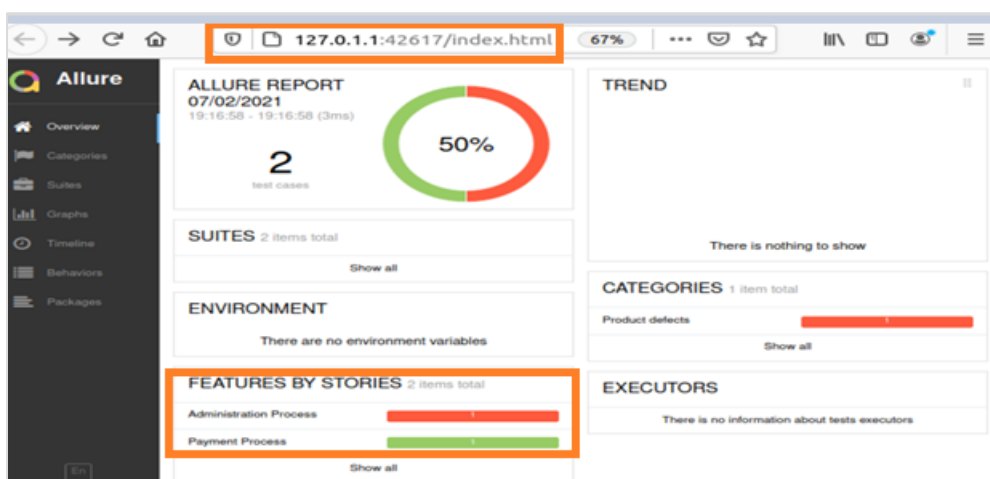 127.0.1.1:42617/index.html
67%
Allure
Overview
Categories
Suites
Graphs
Timeline
Behaviors
Packages
En
ALLURE REPORT
07/02/2021
19:16:58 - 19:16:58 (3ms)
2
test cases
50%
SUITES 2 items total
Show all
ENVIRONMENT
There are no environment variables
FEATURES BY STORIES 2 items total
Administration Process 1
Payment Process 1
Show all
TREND
There is nothing to show
CATEGORIES 1 item total
Product defects 1
Show all
EXECUTORS
There is no information about tests executors